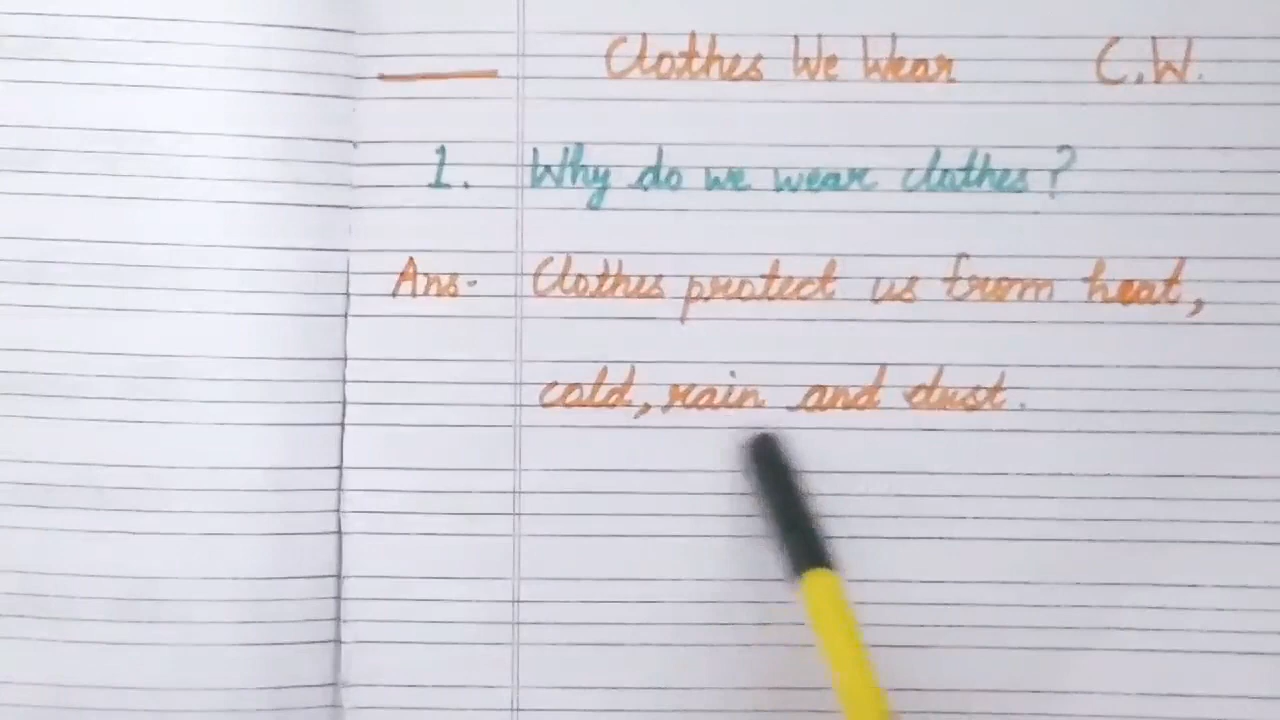 Clothes We Wear C.W.
1. Why do we wear clothes?
Ans- Clothes protect us from heat,
cold, rain and dust.